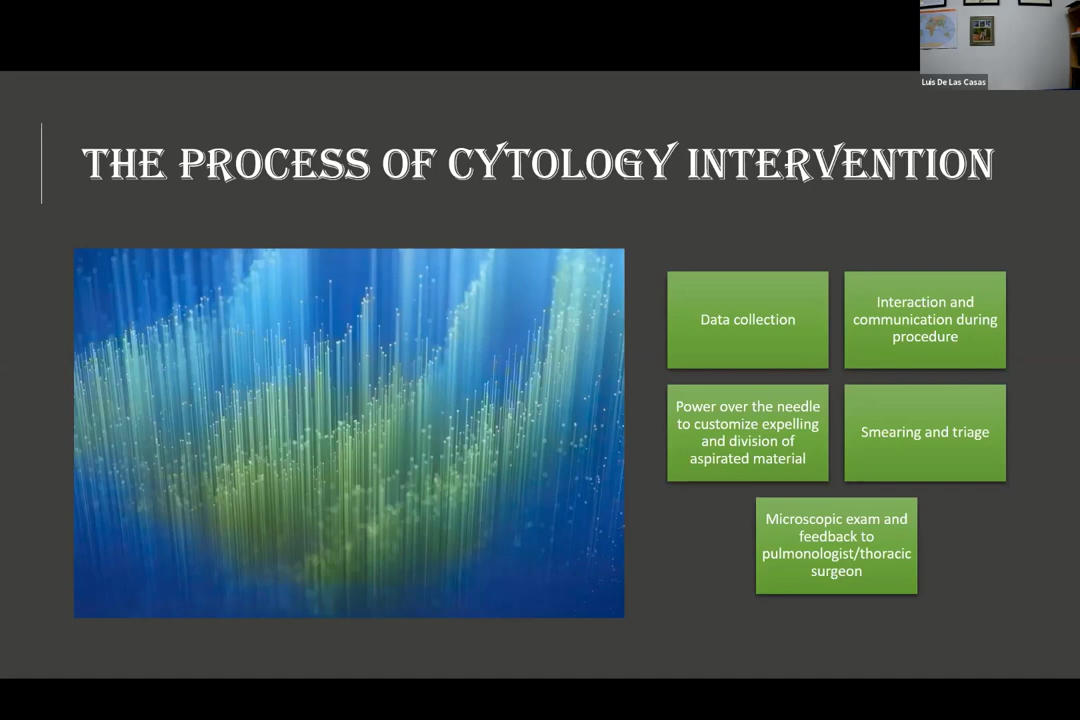 Luis De Las Casas
THE PROCESS OF CYTOLOGY INTERVENTION
Data collection
Interaction and
communication during
procedure
Power over the needle
to customize expelling
and division of
aspirated material
Smearing and triage
Microscopic exam and
feedback to
pulmonologist/thoracic
surgeon